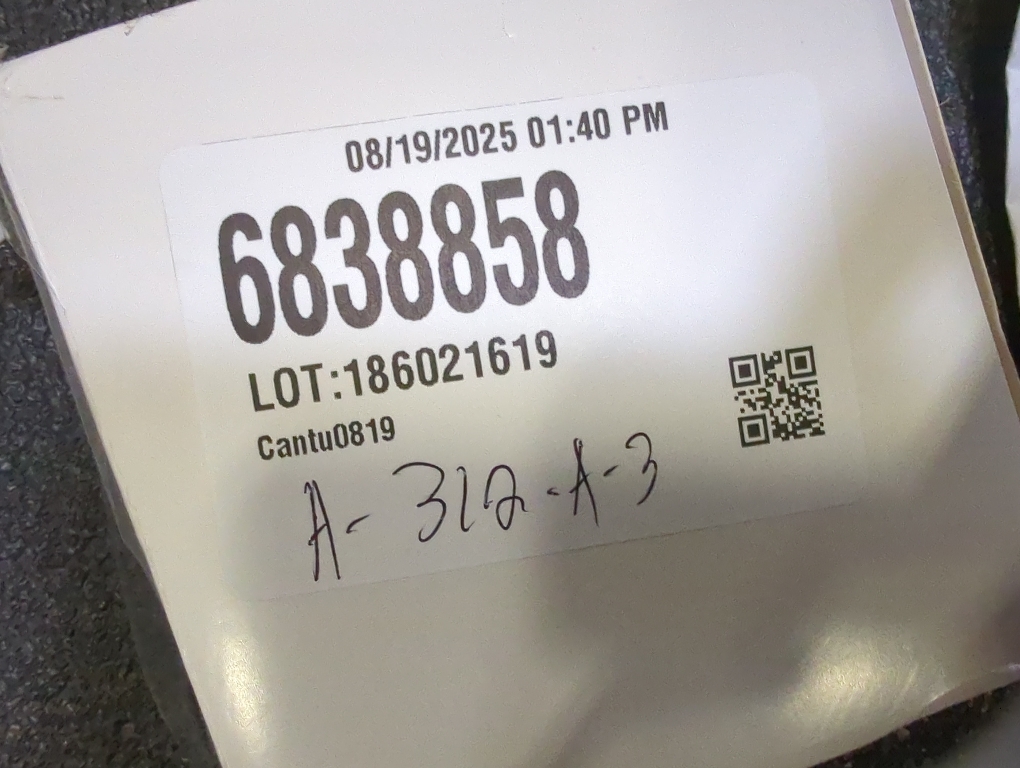 08/19/2025 01:40 PM
6838858
LOT:186021619
Cantu0819
A- 312-A-3